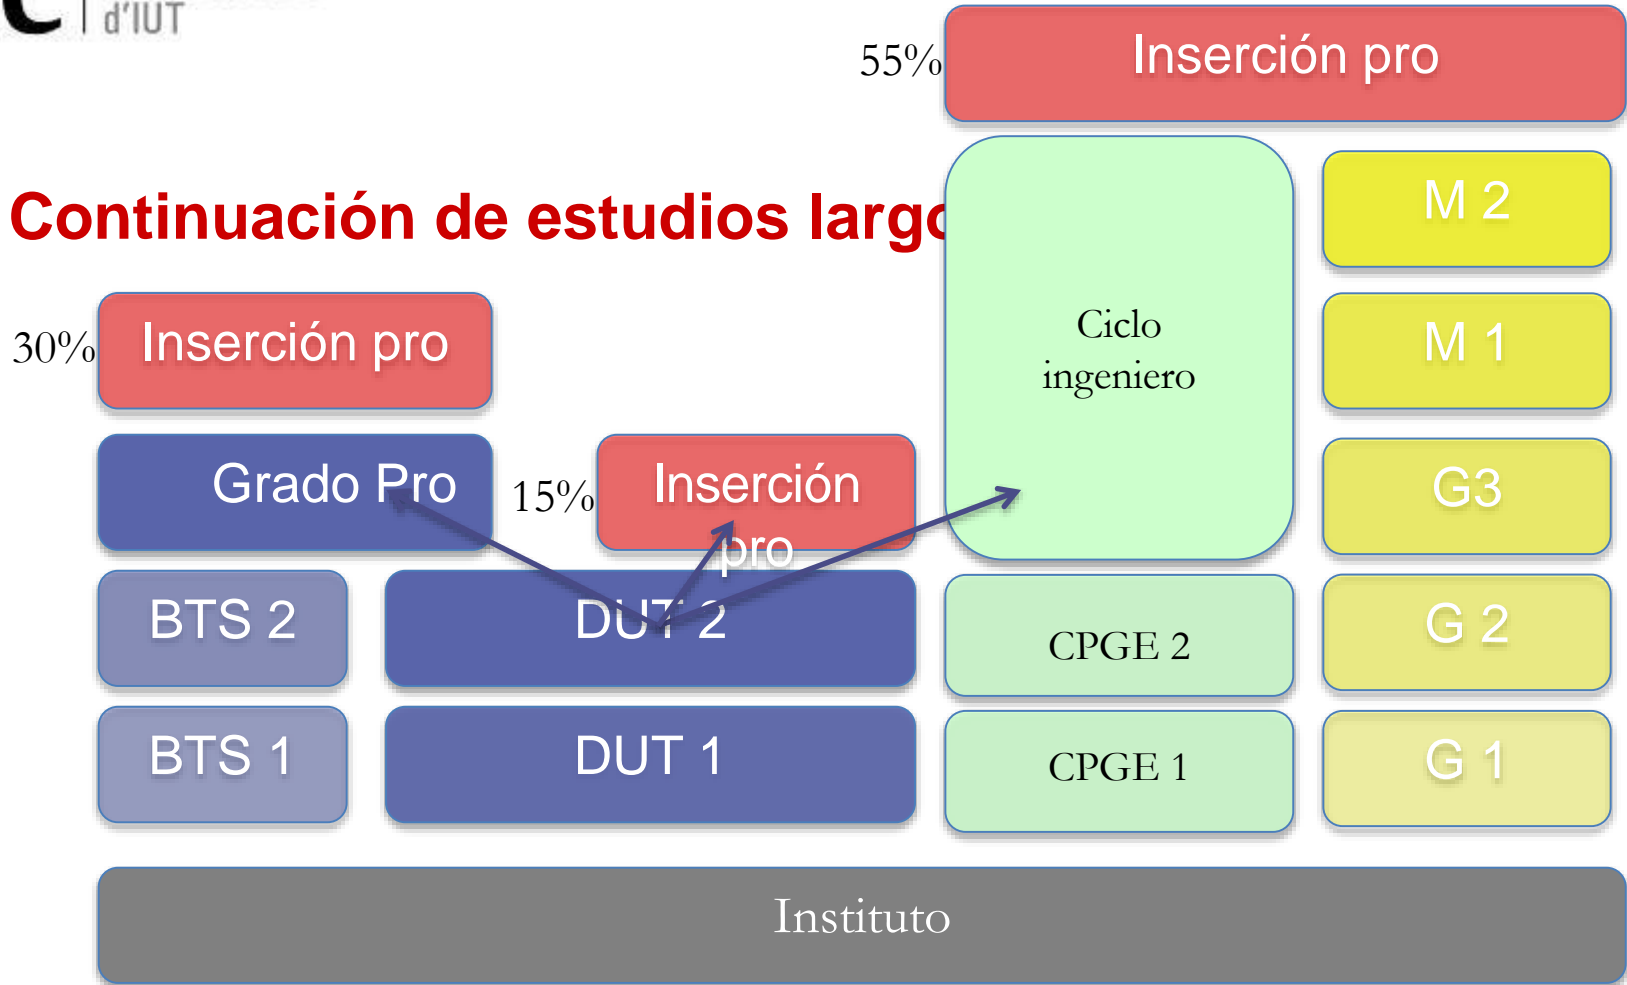 d'IUT
55%
Inserción pro
Continuación de estudios
M 2
Ciclo
ingeniero
30%
Inserción pro
M 1
Grado Pro
15%
Inserción
pro
G3
BTS 2
DUT 2
CPGE 2
G 2
BTS 1
DUT 1
CPGE 1
G 1
Instituto